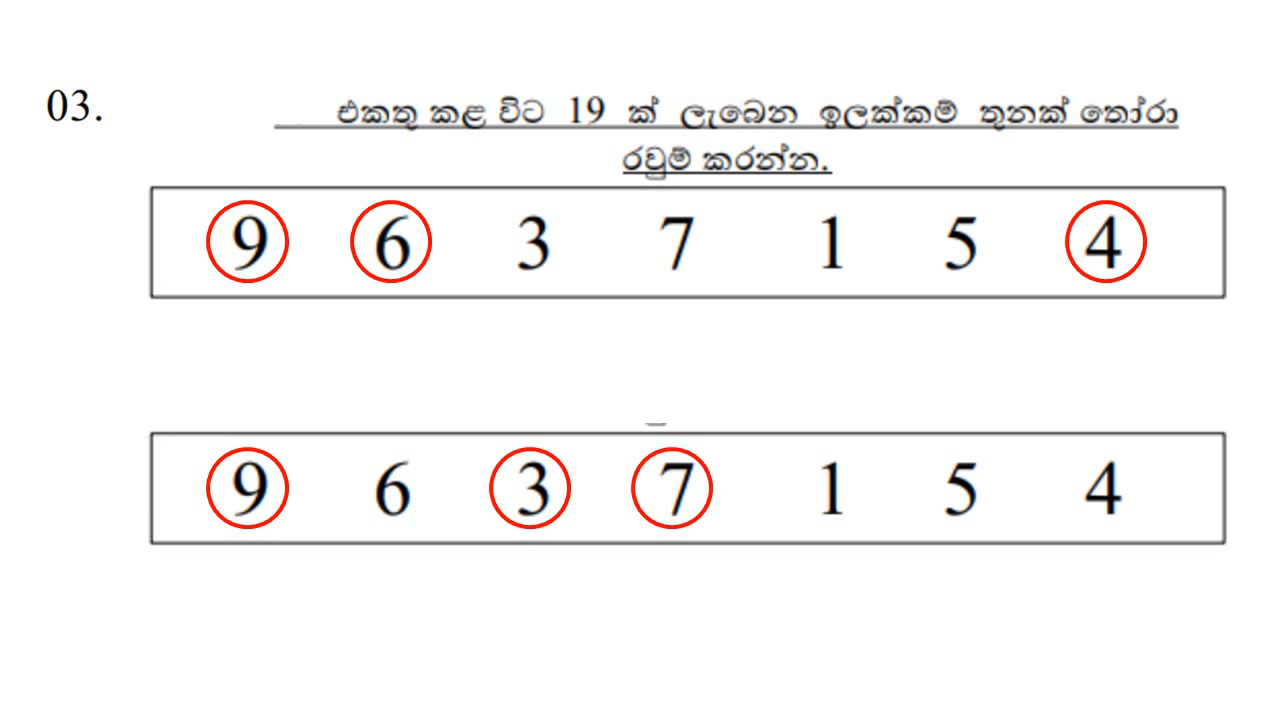 03. එකතු කළ විට 19 ක් ලැබෙන ඉලක්කම් තුනක් තෝරා
රවුම් කරන්න.
9 6 3 7 1 5 4
9 6 3 7 1 5 4